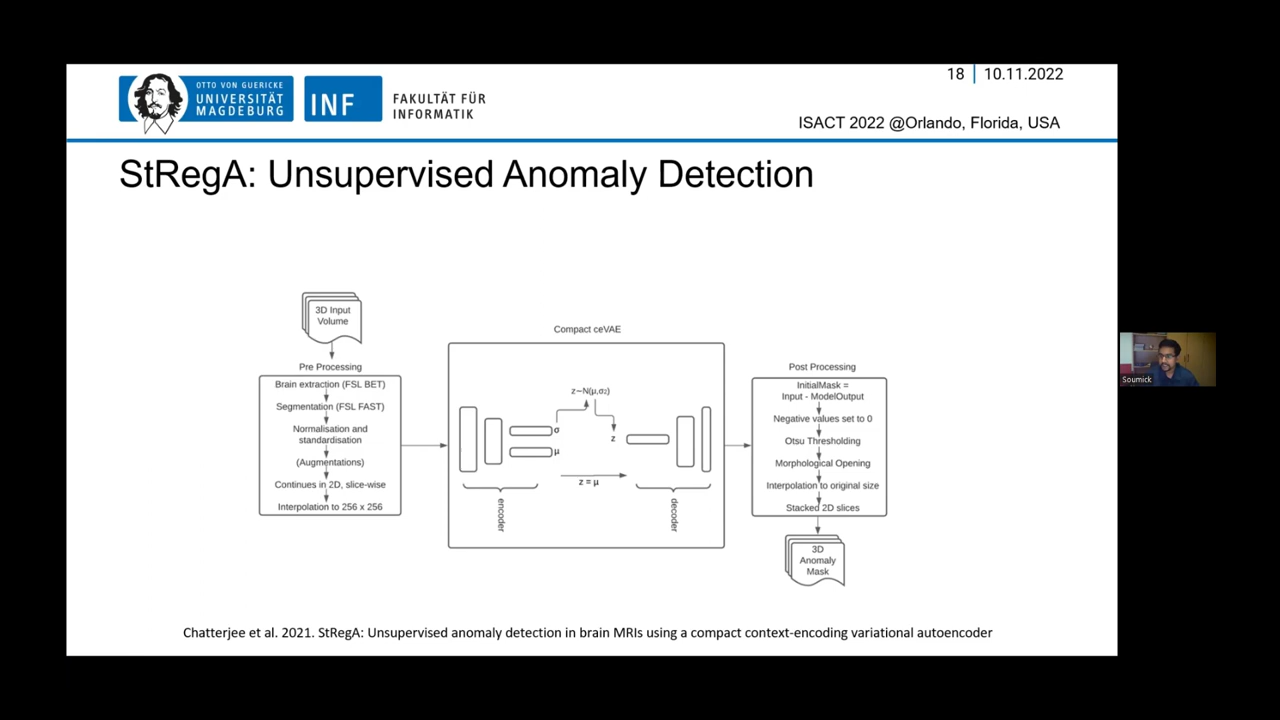 OTTO VON GUERICKE
UNIVERSITÄT
MAGDEBURG
INF
FAKULTÄT FÜR
INFORMATIK
18
10.11.2022
ISACT 2022 @Orlando, Florida, USA
StRegA: Unsupervised Anomaly Detection
3D Input
Volume
Pre Processing
Brain extraction (FSL BET)
Segmentation (FSL FAST)
Normalisation and
standardisation
(Augmentations)
Continues in 2D, slice-wise
Interpolation to 256 x 256
Compact ceVAE
z~N(μ,σ2)
σ
μ
z
z = μ
encoder
decoder
Post Processing
InitialMask =
Input - ModelOutput
Negative values set to 0
Otsu Thresholding
Morphological Opening
Interpolation to original size
Stacked 2D slices
3D
Anomaly
Mask
Chatterjee et al. 2021. StRegA: Unsupervised anomaly detection in brain MRIs using a compact context-encoding variational autoencoder
Soumick